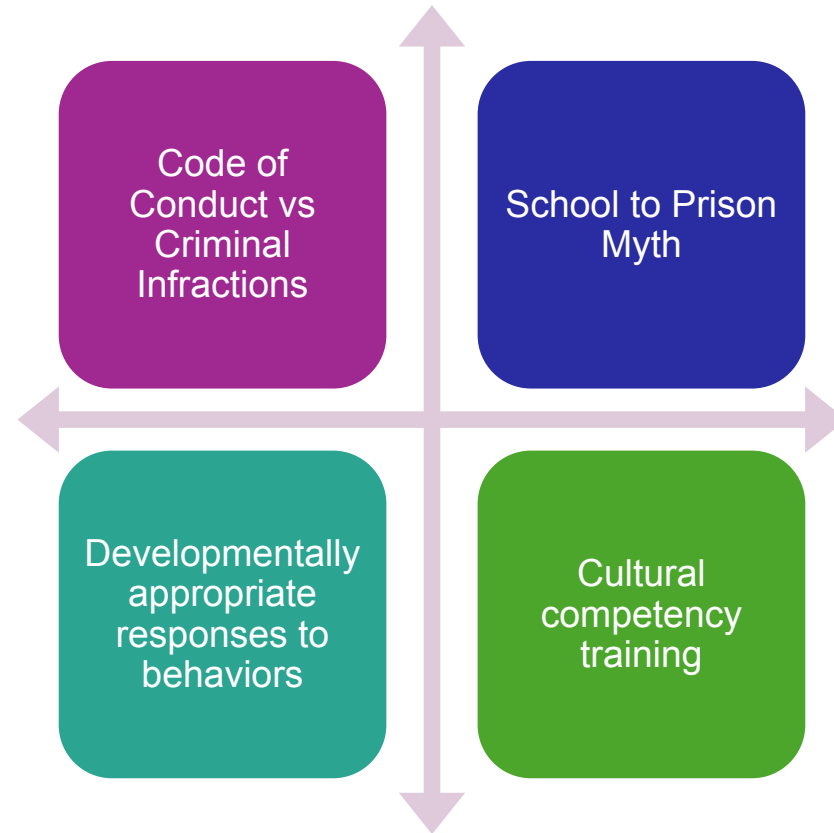 Code of
Conduct vs
Criminal
Infractions
School to Prison
Myth
Developmentally
appropriate
responses to
behaviors
Cultural
competency
training